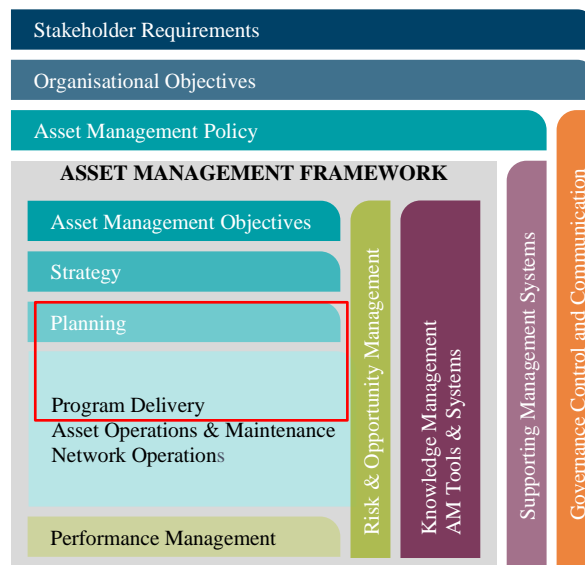 Stakeholder Requirements
Organisational Objectives
Asset Management Policy
ASSET MANAGEMENT FRAMEWORK
Asset Management Objectives
Strategy
Planning
Program Delivery
Asset Operations & Maintenance
Network Operations
Performance Management
Risk & Opportunity Management
Knowledge Management
AM Tools & Systems
Supporting Management Systems
Governance Control and Communication